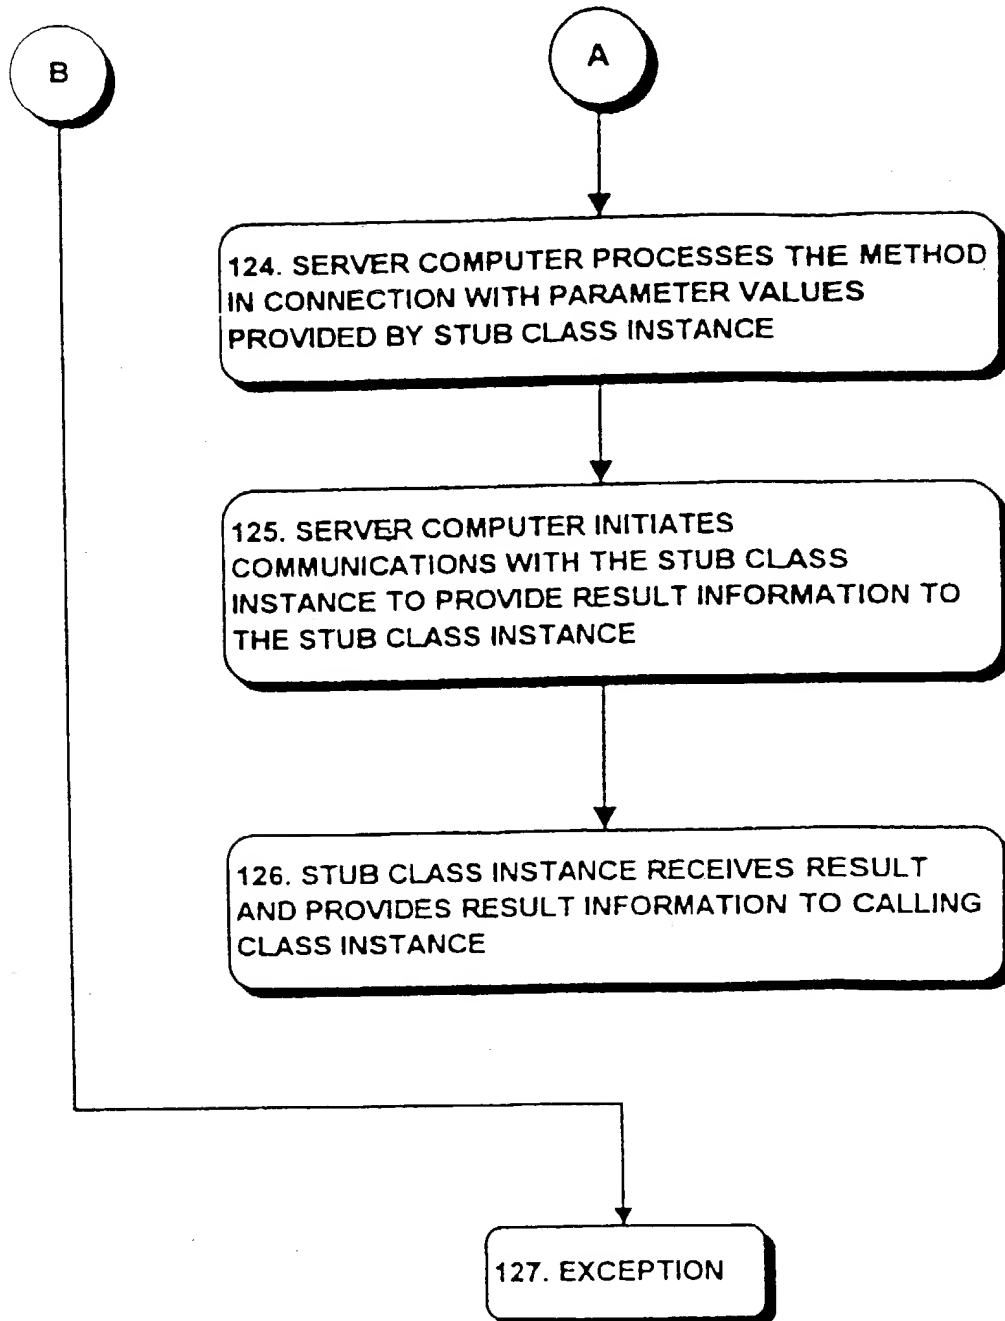 B
A
124. SERVER COMPUTER PROCESSES THE METHOD
IN CONNECTION WITH PARAMETER VALUES
PROVIDED BY STUB CLASS INSTANCE
125. SERVER COMPUTER INITIATES
COMMUNICATIONS WITH THE STUB CLASS
INSTANCE TO PROVIDE RESULT INFORMATION TO
THE STUB CLASS INSTANCE
126. STUB CLASS INSTANCE RECEIVES RESULT
AND PROVIDES RESULT INFORMATION TO CALLING
CLASS INSTANCE
127. EXCEPTION